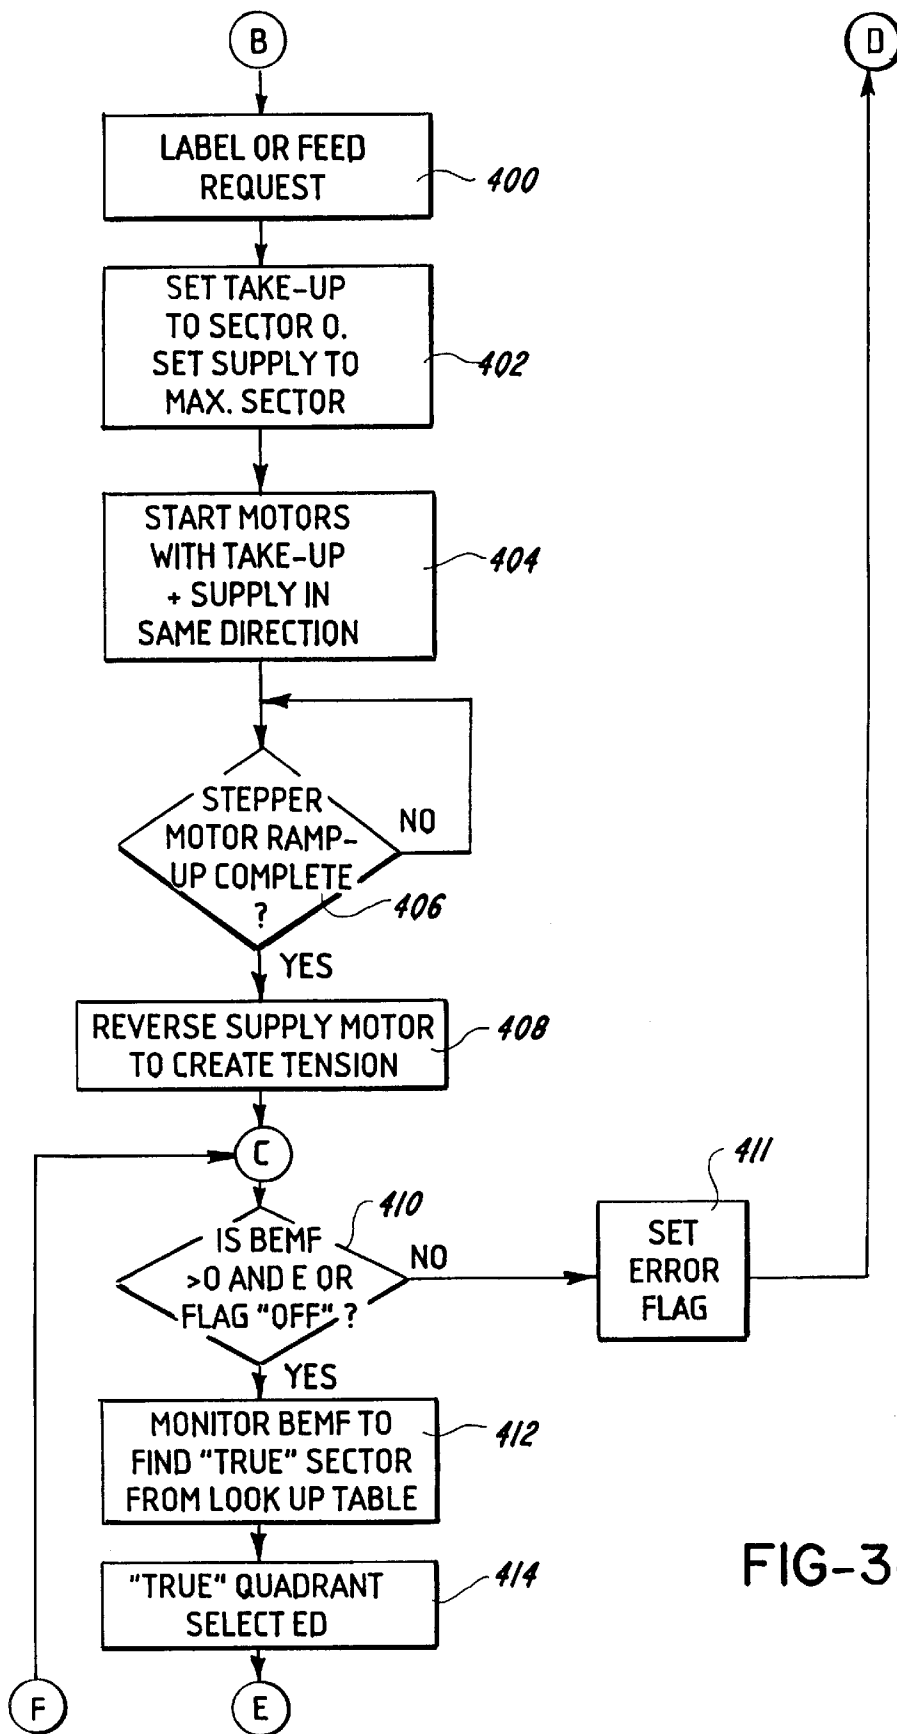 B
D
LABEL OR FEED
REQUEST
400
SET TAKE-UP
TO SECTOR 0.
SET SUPPLY TO
MAX. SECTOR
402
START MOTORS
WITH TAKE-UP
+ SUPPLY IN
SAME DIRECTION
404
STEPPER
MOTOR RAMP-
UP COMPLETE
?
406
NO
YES
REVERSE SUPPLY MOTOR
TO CREATE TENSION
408
C
IS BEMF
>0 AND E OR
FLAG "OFF" ?
410
NO
SET
ERROR
FLAG
411
YES
MONITOR BEMF TO
FIND "TRUE" SECTOR
FROM LOOK UP TABLE
412
"TRUE" QUADRANT
SELECT ED
414
FIG-3
F
E